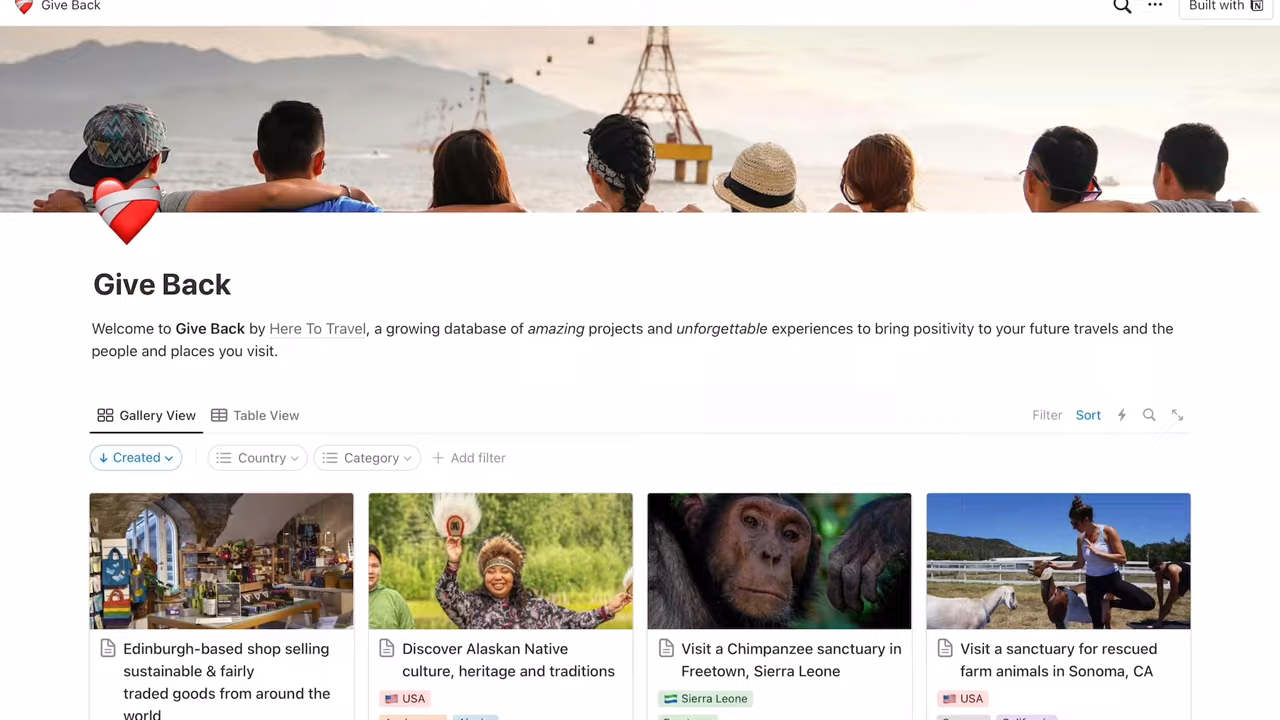 Give Back
Built with
Give Back
Welcome to Give Back by Here To Travel, a growing database of amazing projects and unforgettable experiences to bring positivity to your future travels and the
people and places you visit.
Gallery View
Table View
Filter
Sort
Created
Country
Category
Add filter
Edinburgh-based shop selling
sustainable & fairly
traded goods from around the
world
Discover Alaskan Native
culture, heritage and traditions
USA
Visit a Chimpanzee sanctuary in
Freetown, Sierra Leone
Sierra Leone
Visit a sanctuary for rescued
farm animals in Sonoma, CA
USA